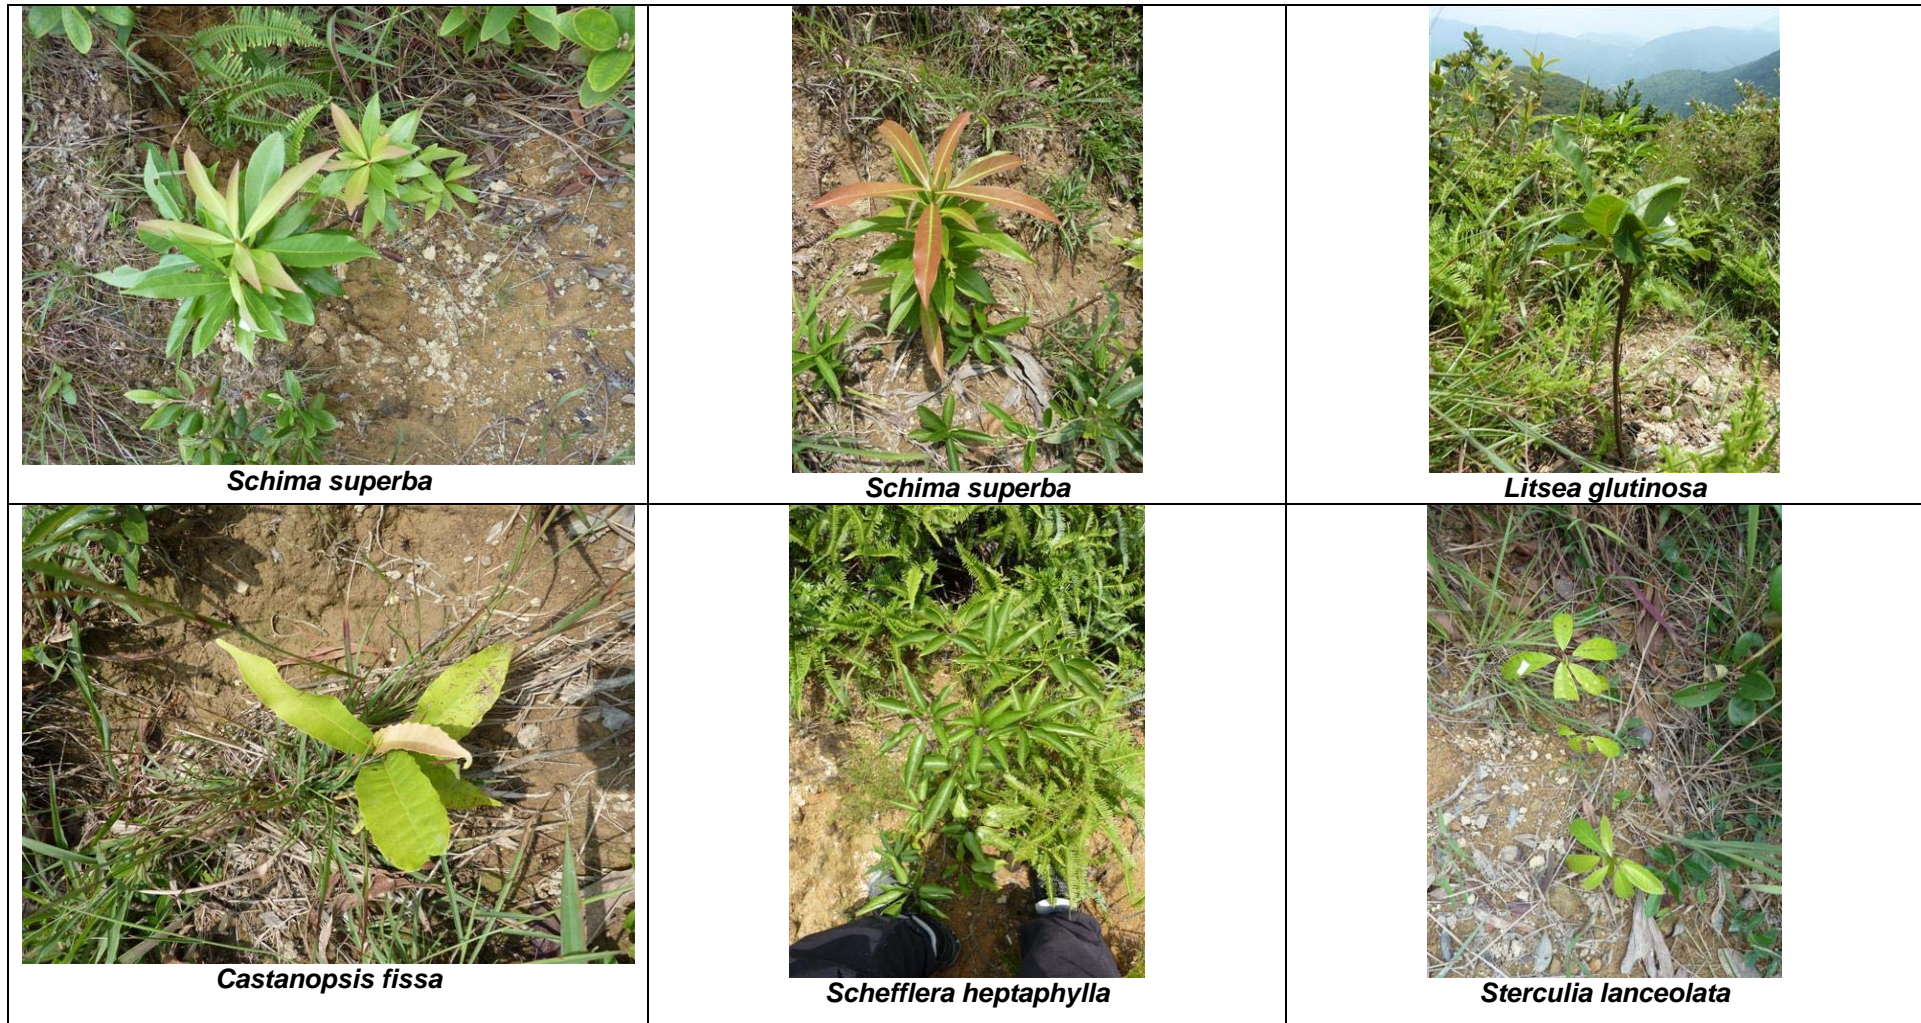 Schima superba
Schima superba
Litsea glutinosa
Castanopsis fissa
Schefflera heptaphylla
Sterculia lanceolata